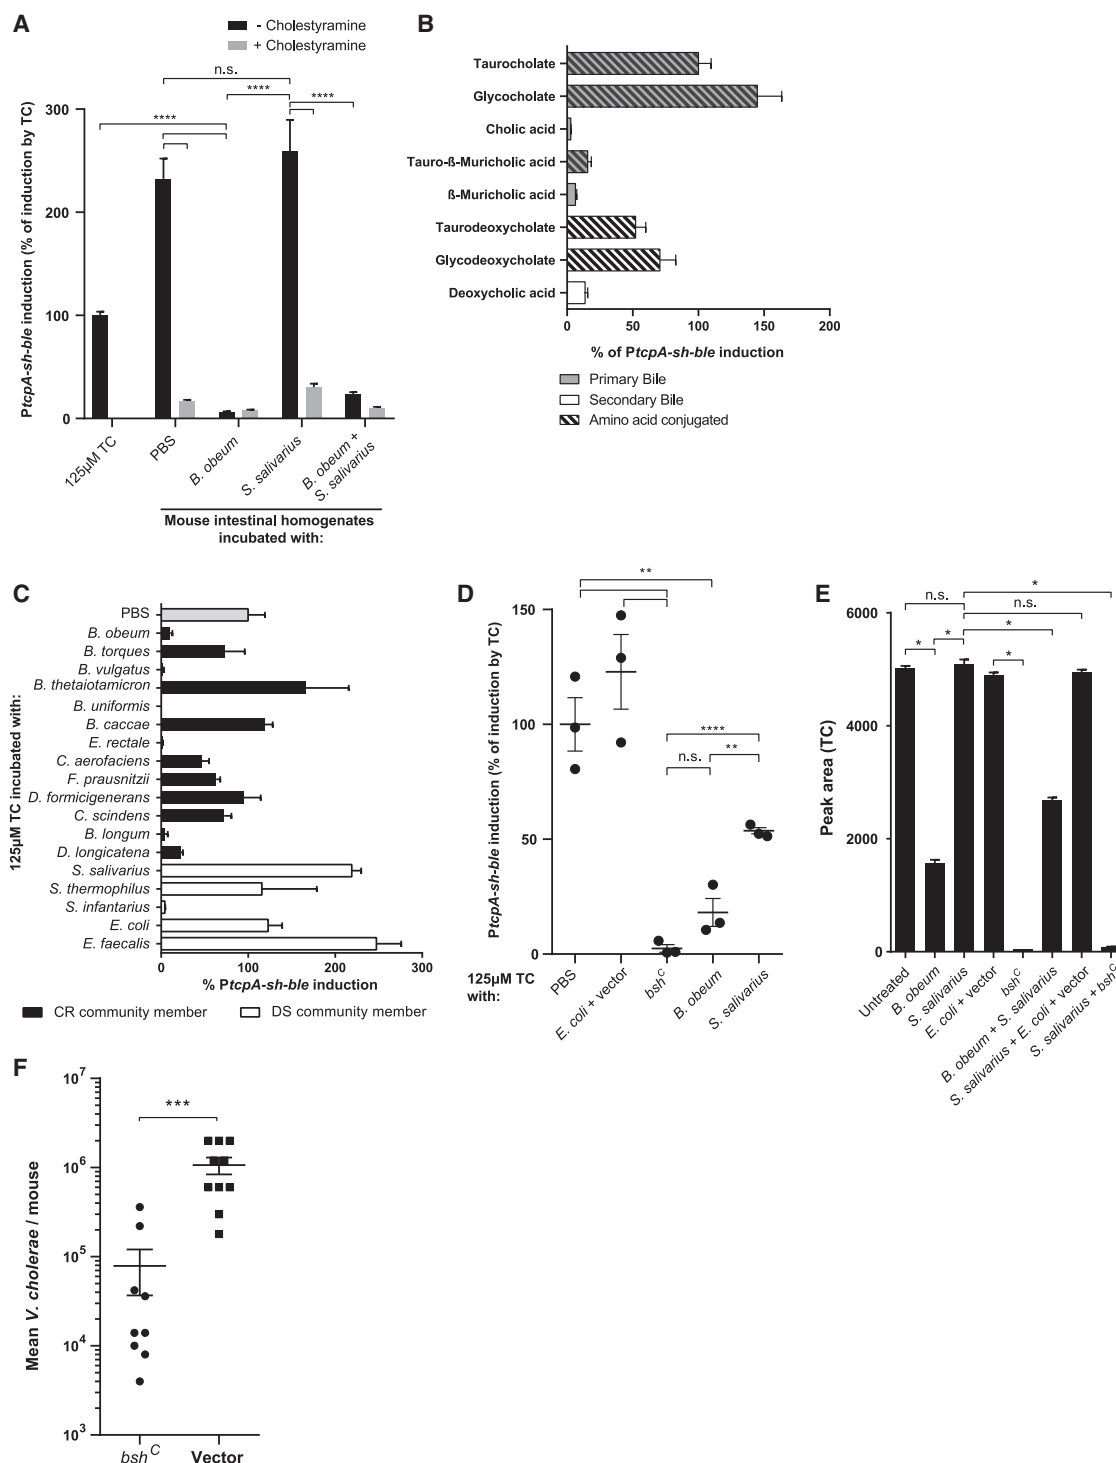 A
- Cholestyramine
+ Cholestyramine
n.s.
****
****
****
PtcpA-sh-ble induction (% of induction by TC)
300
200
100
0
125µM TC
PBS
B. obeum
S. salivarius
B. obeum +
S. salivarius
Mouse intestinal homogenates
incubated with:
B
Taurocholate
Glycocholate
Cholic acid
Tauro-ß-Muricholic acid
ß-Muricholic acid
Taurodeoxycholate
Glycodeoxycholate
Deoxycholic acid
0 50 100 150 200
% of PtcpA-sh-ble induction
Primary Bile
Secondary Bile
Amino acid conjugated
C
125µM TC incubated with:
PBS
B. obeum
B. torques
B. vulgatus
B. thetaiotamicron
B. uniformis
B. caccae
E. rectale
C. aerofaciens
F. prausnitzii
D. formicigenerans
C. scindens
B. longum
D. longicatena
S. salivarius
S. thermophilus
S. infantarius
E. coli
E. faecalis
0 100 200 300
% PtcpA-sh-ble induction
CR community member
DS community member
D
**
****
n.s.
**
PtcpA-sh-ble induction (% of induction by TC)
150
100
50
0
125µM TC
with:
PBS
E. coli + vector
bsh^C
B. obeum
S. salivarius
E
*
n.s.
n.s.
*
*
*
*
Peak area (TC)
6000
4000
2000
0
Untreated
B. obeum
S. salivarius
E. coli + vector
bsh^C
B. obeum + S. salivarius
S. salivarius + E. coli + vector
S. salivarius + bsh^C
F
***
Mean V. cholerae / mouse
10^7
10^6
10^5
10^4
10^3
bsh^C
Vector